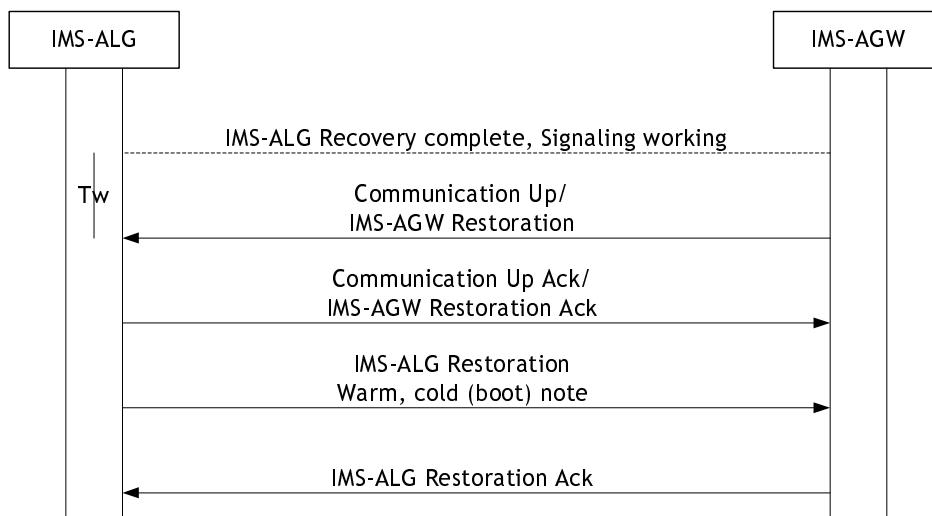 IMS-ALG
IMS-AGW
IMS-ALG Recovery complete, Signaling working
Tw
Communication Up/
IMS-AGW Restoration
Communication Up Ack/
IMS-AGW Restoration Ack
IMS-ALG Restoration
Warm, cold (boot) note
IMS-ALG Restoration Ack